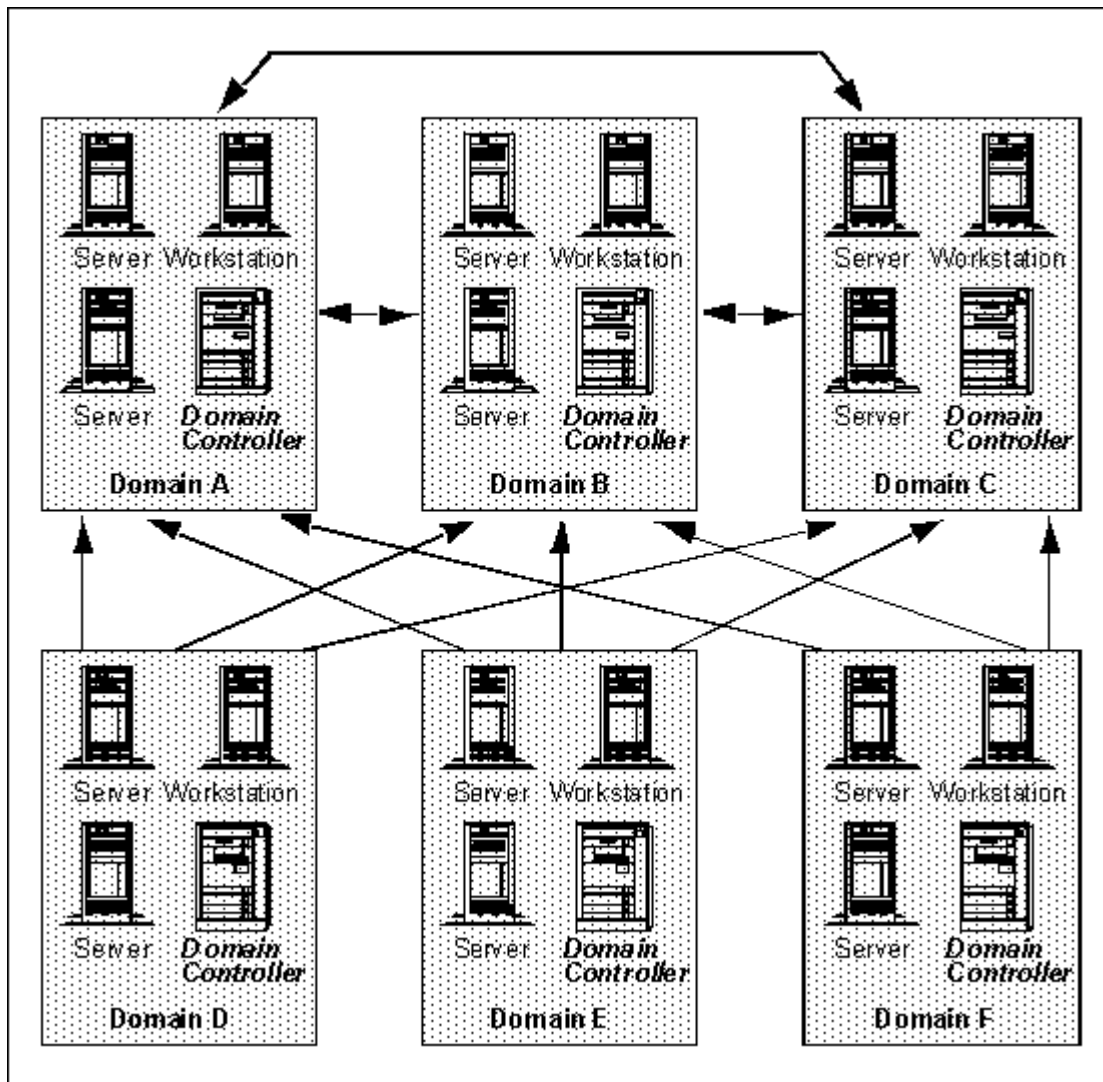 Server Workstation
Server Domain
Controller
Domain A
Server Workstation
Server Domain
Controller
Domain B
Server Workstation
Server Domain
Controller
Domain C
Server Workstation
Server Domain
Controller
Domain D
Server Workstation
Server Domain
Controller
Domain E
Server Workstation
Server Domain
Controller
Domain F